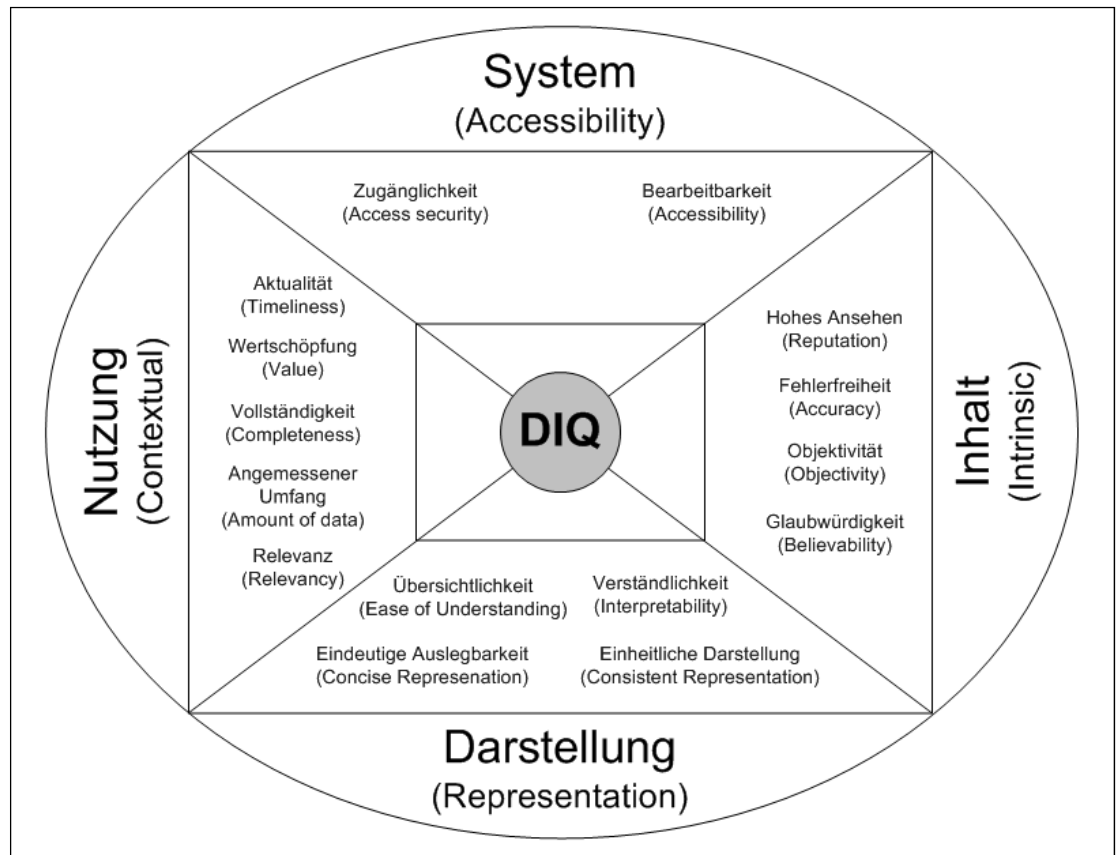 System
(Accessibility)
Zugänglichkeit
(Access security)
Bearbeitbarkeit
(Accessibility)
Nutzung
(Contextual)
Aktualität
(Timeliness)
Wertschöpfung
(Value)
Vollständigkeit
(Completeness)
Angemessener
Umfang
(Amount of data)
Relevanz
(Relevancy)
DIQ
Hohes Ansehen
(Reputation)
Fehlerfreiheit
(Accuracy)
Objektivität
(Objectivity)
Glaubwürdigkeit
(Believability)
Inhalt
(Intrinsic)
Übersichtlichkeit
(Ease of Understanding)
Verständlichkeit
(Interpretability)
Eindeutige Auslegbarkeit
(Concise Represenation)
Einheitliche Darstellung
(Consistent Representation)
Darstellung
(Representation)